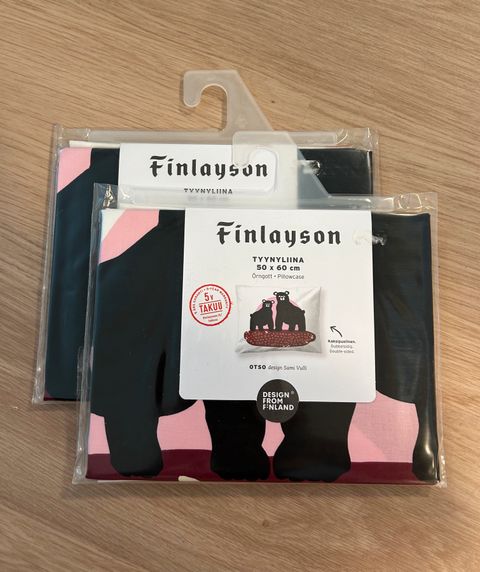 Finlayson
TYYNYLIINA
Finlayson
TYYNYLIINA
50 x 60 cm
Örngott • Pillowcase
5v
TAKUU
Kaksipuolinen.
Dubbelsidig.
Double-sided.
OTSO design Sami Vulli
DESIGN
FROM
FINLAND